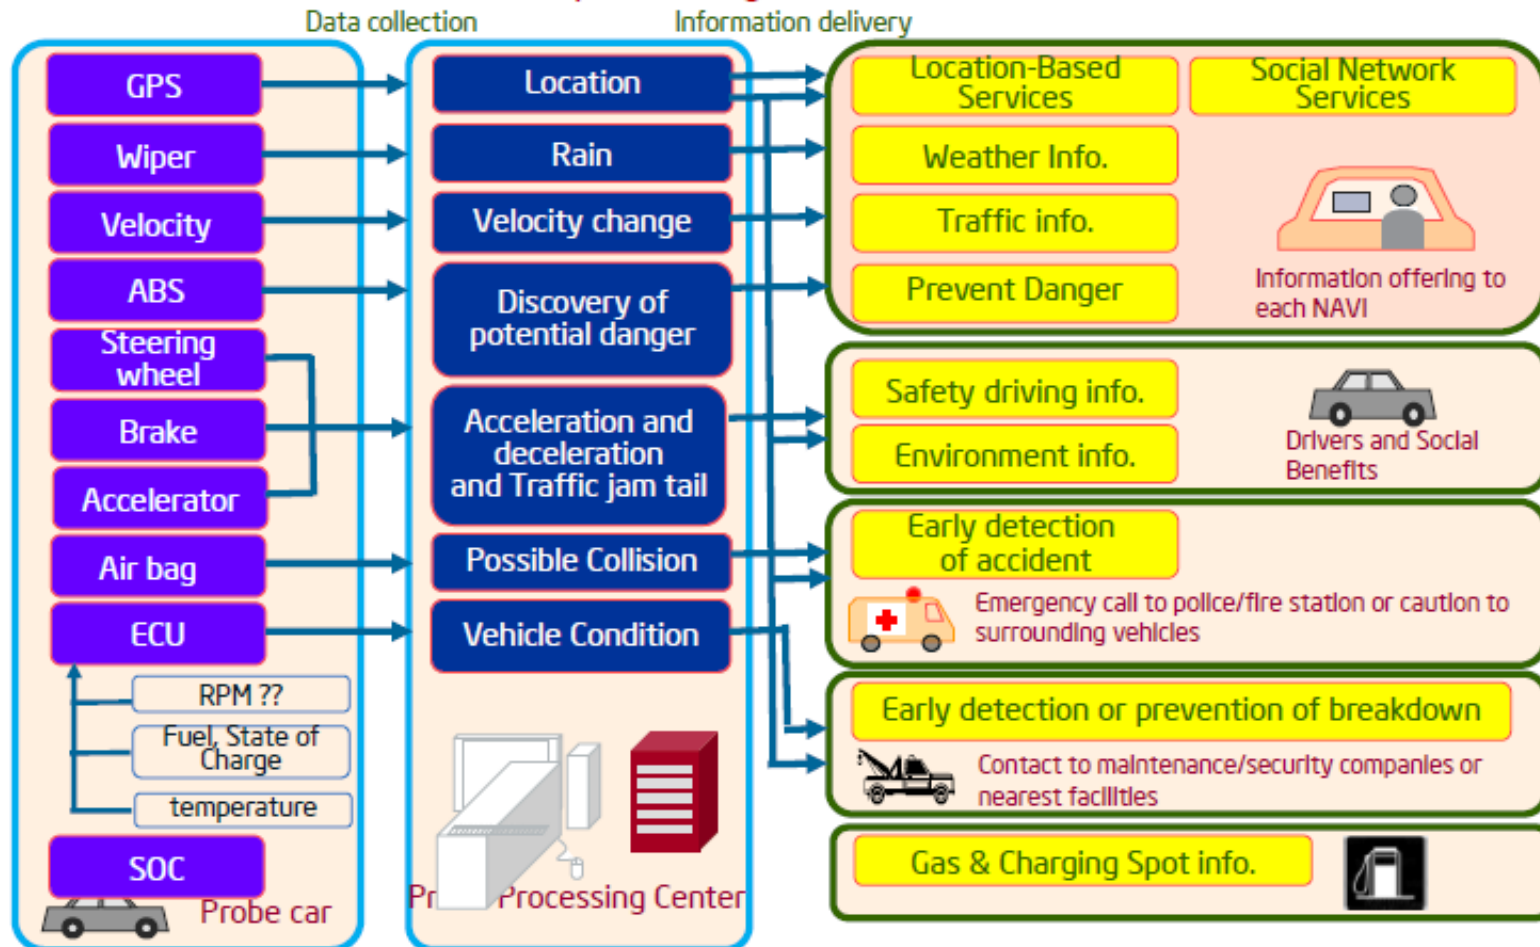 Data collection
Information delivery
GPS
Wiper
Velocity
ABS
Steering
wheel
Brake
Accelerator
Air bag
ECU
RPM ??
Fuel, State of
Charge
temperature
SOC
Probe car
Location
Rain
Velocity change
Discovery of
potential danger
Acceleration and
deceleration
and Traffic jam tail
Possible Collision
Vehicle Condition
Processing Center
Location-Based
Services
Social Network
Services
Weather Info.
Traffic info.
Prevent Danger
Information offering to
each NAVI
Safety driving info.
Environment info.
Drivers and Social
Benefits
Early detection
of accident
Emergency call to police/fire station or caution to
surrounding vehicles
Early detection or prevention of breakdown
Contact to maintenance/security companies or
nearest facilities
Gas & Charging Spot info.